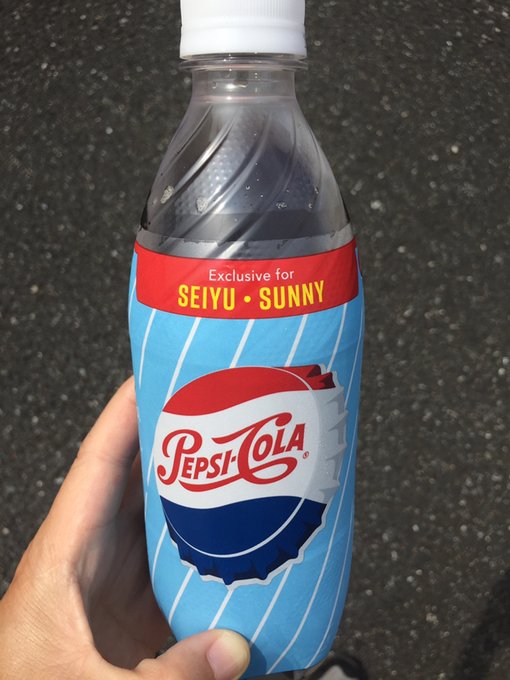 Exclusive for
SEIYU • SUNNY
PEPSI-COLA®